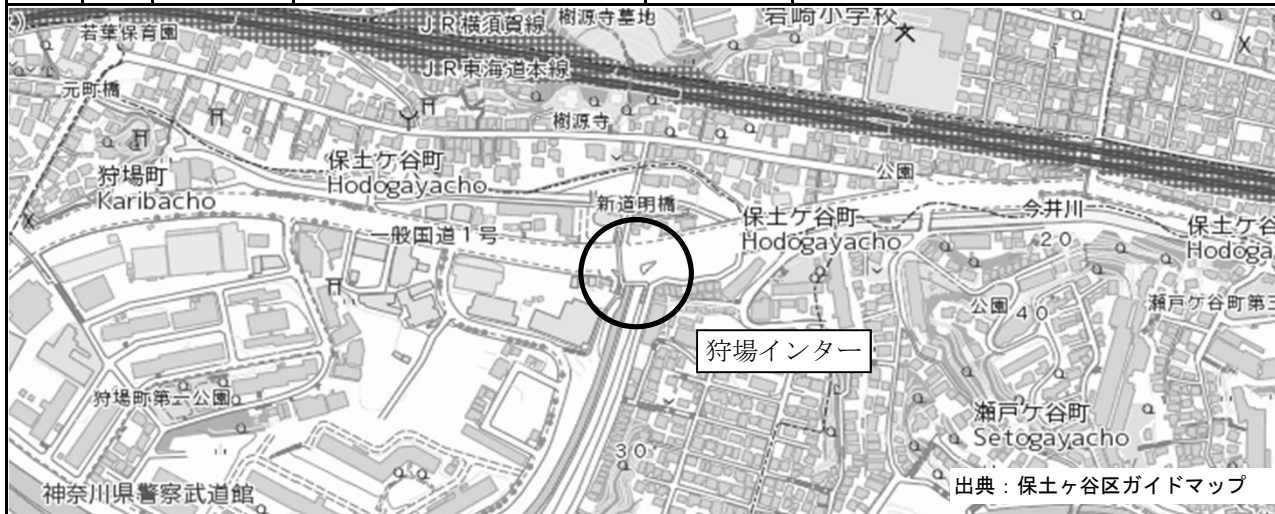 若葉保育園
JR横須賀線
樹源寺墓地
岩崎小学校
JR東海道本線
元町橋
樹源寺
保土ケ谷町
Hodogayacho
公園
狩場町
Karibacho
新道明橋
保土ケ谷町
Hodogayacho
今井川
保土ケ谷
Hodoga
一般国道1号
20
公園
40
瀬戸ケ谷町第三
狩場インター
狩場町第一公園
瀬戸ケ谷町
Setogayacho
30
神奈川県警察武道館
出典：保土ヶ谷区ガイドマップ